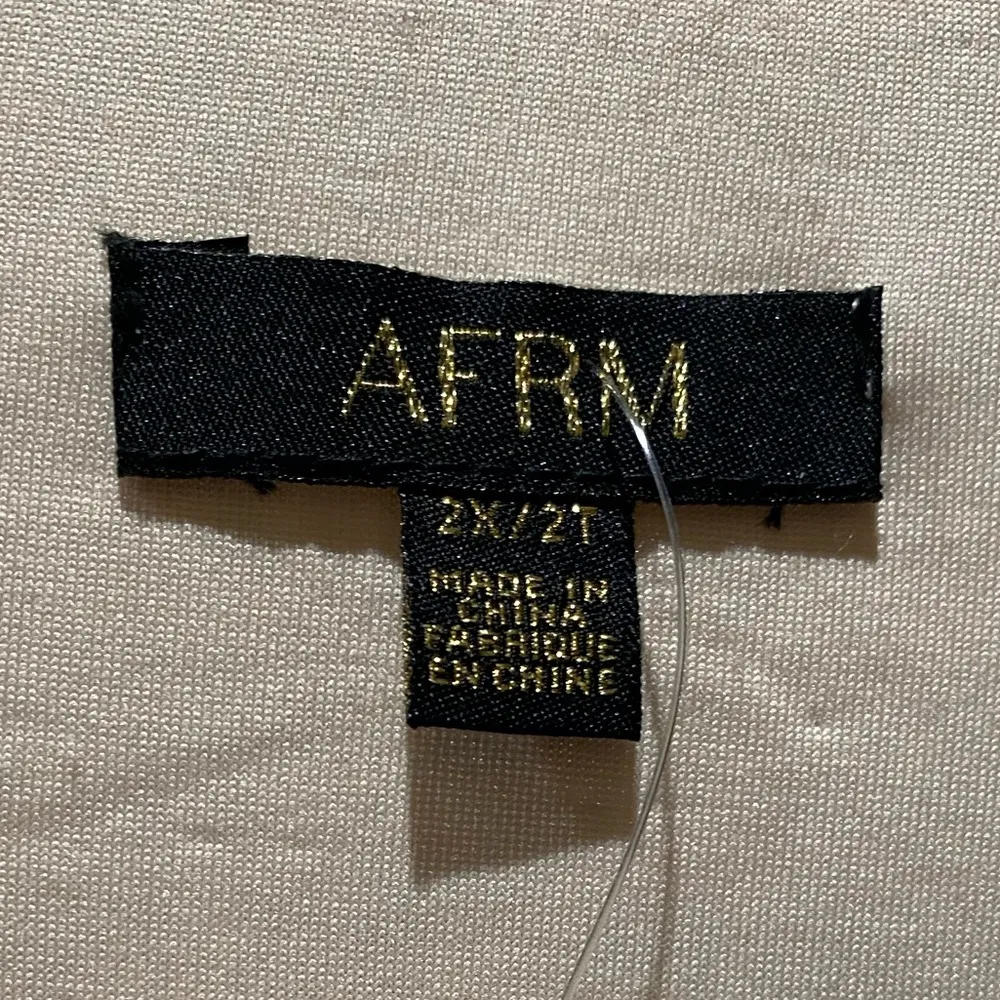 AFRM
2X/2T
MADE IN
CHINA
FABRIQUE
EN CHINE